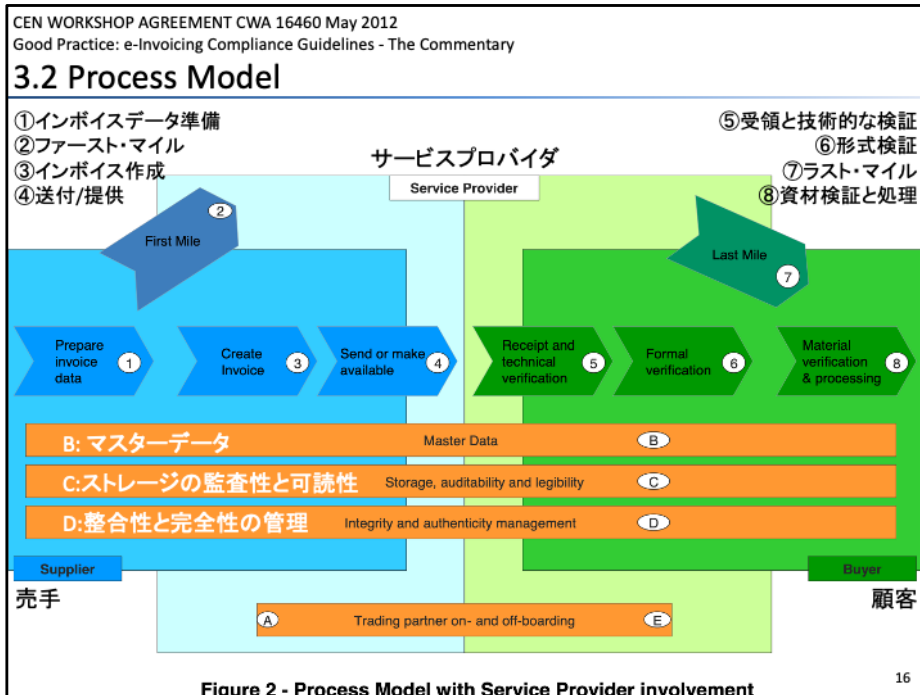 CEN WORKSHOP AGREEMENT CWA 16460 May 2012
Good Practice: e-Invoicing Compliance Guidelines - The Commentary
3.2 Process Model
①インボイスデータ準備
②ファースト・マイル
③インボイス作成
④送付/提供
サービスプロバイダ
Service Provider
⑤受領と技術的な検証
⑥形式検証
⑦ラスト・マイル
⑧資材検証と処理
First Mile
2
Last Mile
7
Prepare
invoice
data
1
Create
Invoice
3
Send or make
available
4
Receipt and
technical
verification
5
Formal
verification
6
Material
verification
& processing
8
B: マスターデータ Master Data B
C:ストレージの監査性と可読性 Storage, auditability and legibility C
D:整合性と完全性の管理 Integrity and authenticity management D
Supplier
売手
Buyer
顧客
A Trading partner on- and off-boarding E
Figure 2 - Process Model with Service Provider involvement
16